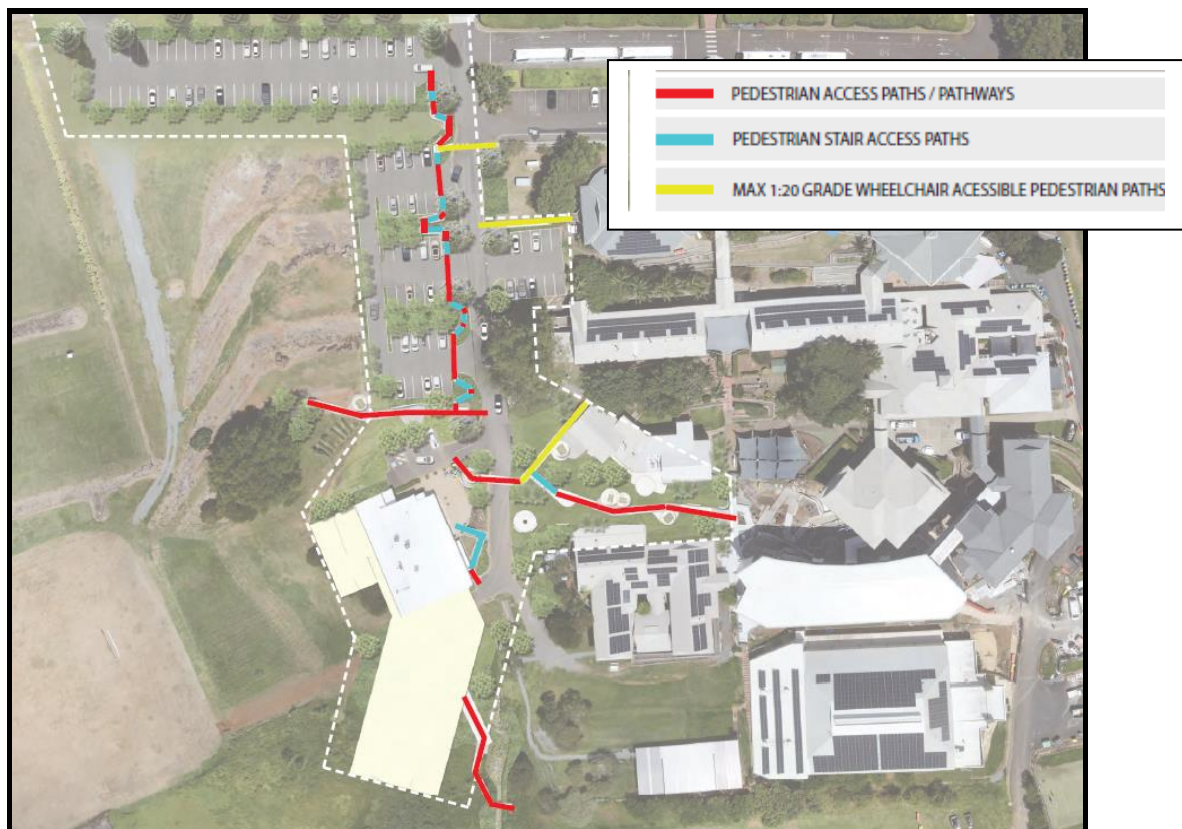 PEDESTRIAN ACCESS PATHS / PATHWAYS
PEDESTRIAN STAIR ACCESS PATHS
MAX 1:20 GRADE WHEELCHAIR ACESSIBLE PEDESTRIAN PATHS